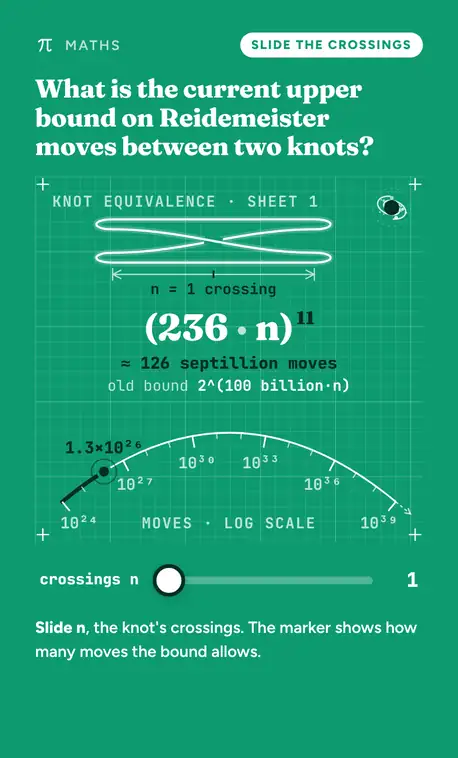 π MATHS
SLIDE THE CROSSINGS
What is the current upper
bound on Reidemeister
moves between two knots?
KNOT EQUIVALENCE · SHEET 1
n = 1 crossing
(236 · n)¹¹
≈ 126 septillion moves
old bound 2^(100 billion·n)
1.3×10²⁶
10²⁴
10²⁷
10³⁰
10³³
10³⁶
10³⁹
MOVES · LOG SCALE
crossings n
1
Slide n, the knot's crossings. The marker shows how
many moves the bound allows.